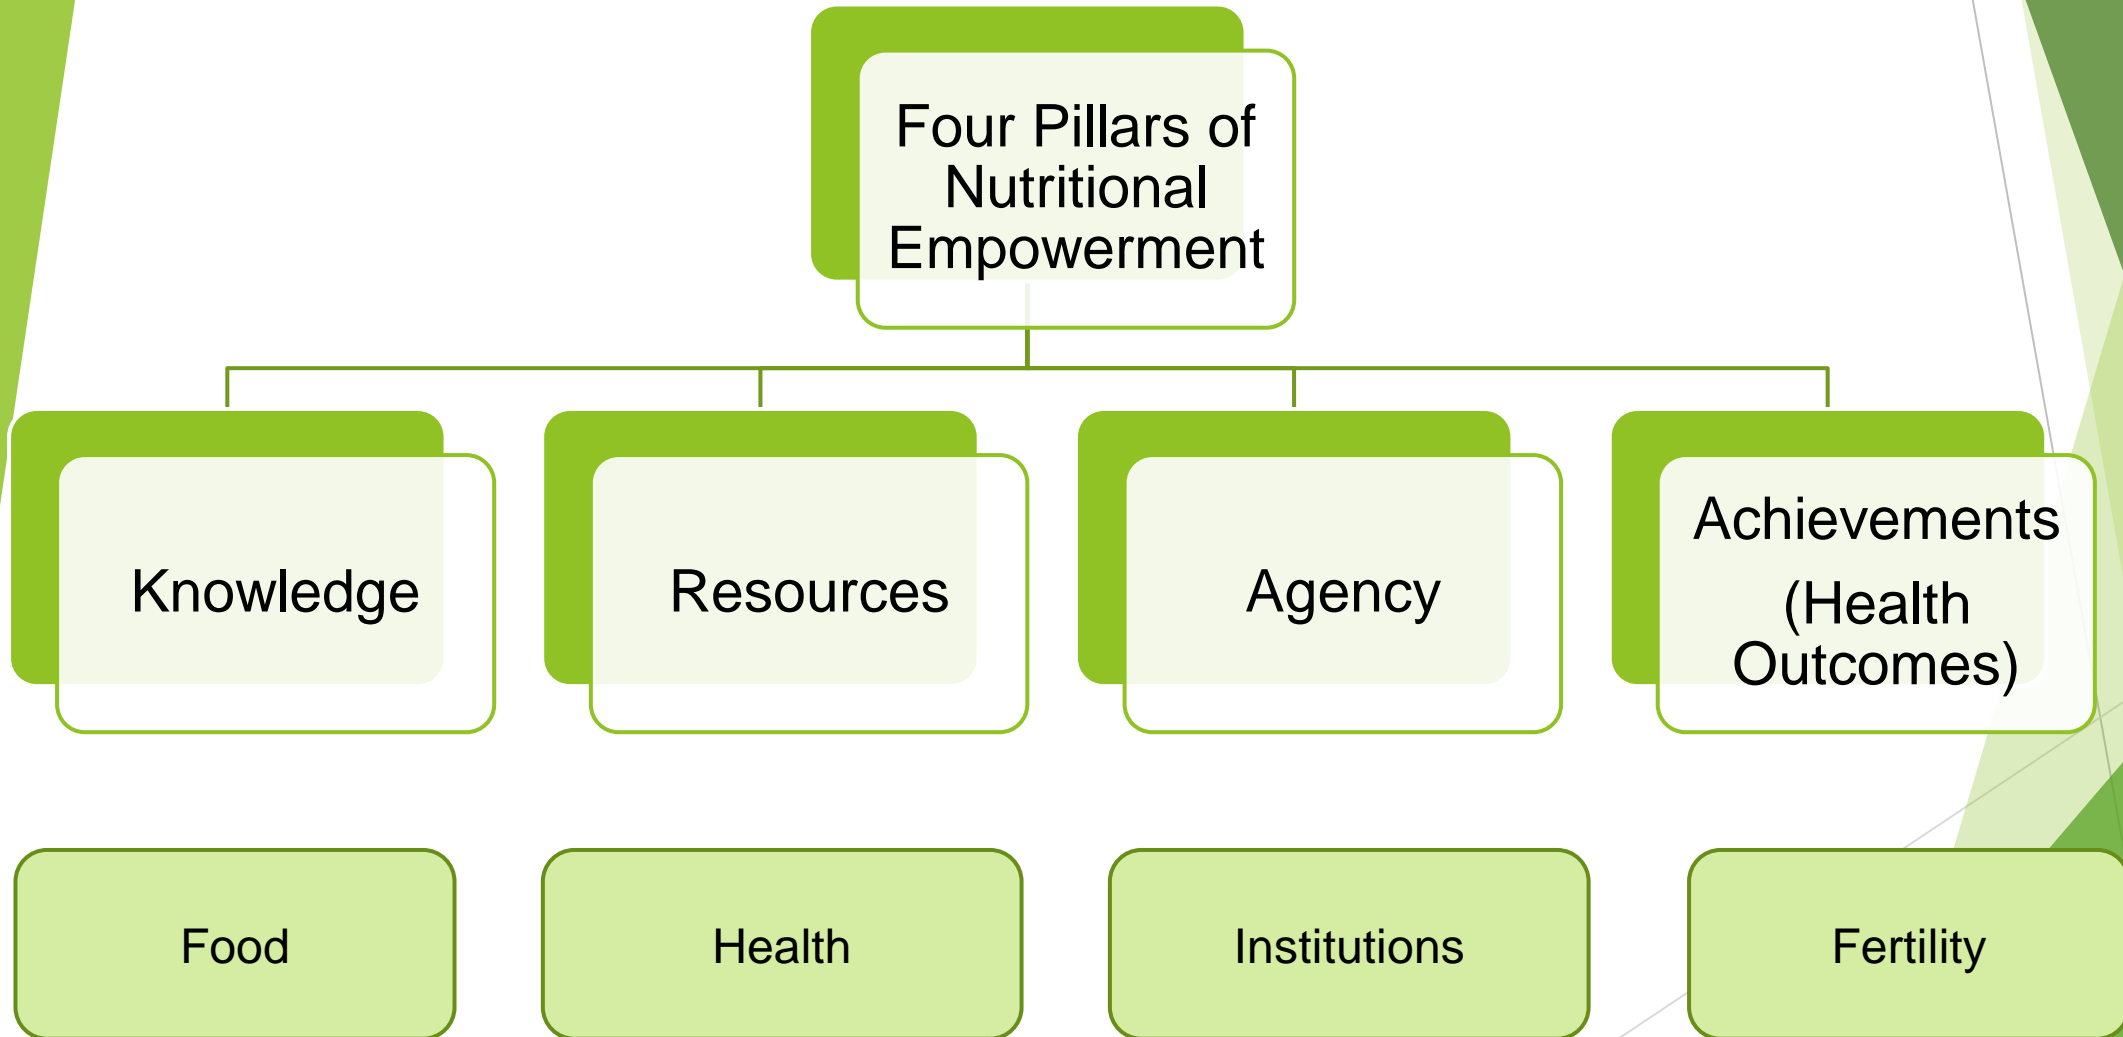 Four Pillars of
Nutritional
Empowerment
Knowledge
Resources
Agency
Achievements
(Health
Outcomes)
Food
Health
Institutions
Fertility